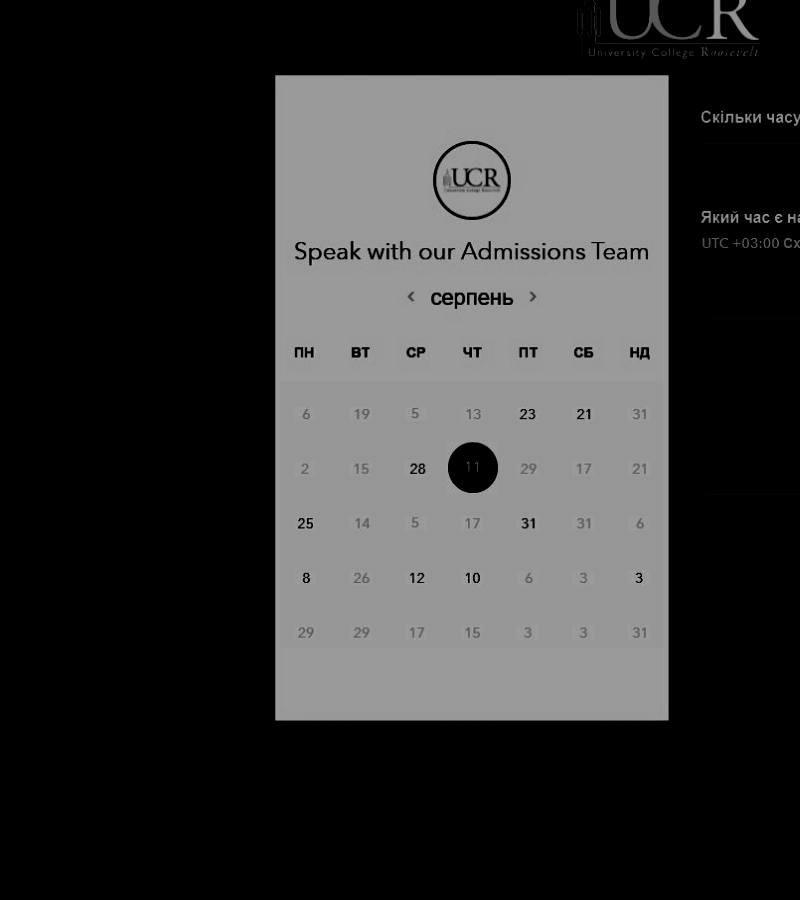 UCR
University College Roosevelt
Скільки часу
UCR
Який час є на
UTC +03:00 Сх
Speak with our Admissions Team
‹ серпень ›
ПН ВТ СР ЧТ ПТ СБ НД
6 19 5 13 23 21 31
2 15 28 11 29 17 21
25 14 5 17 31 31 6
8 26 12 10 6 3 3
29 29 17 15 3 3 31